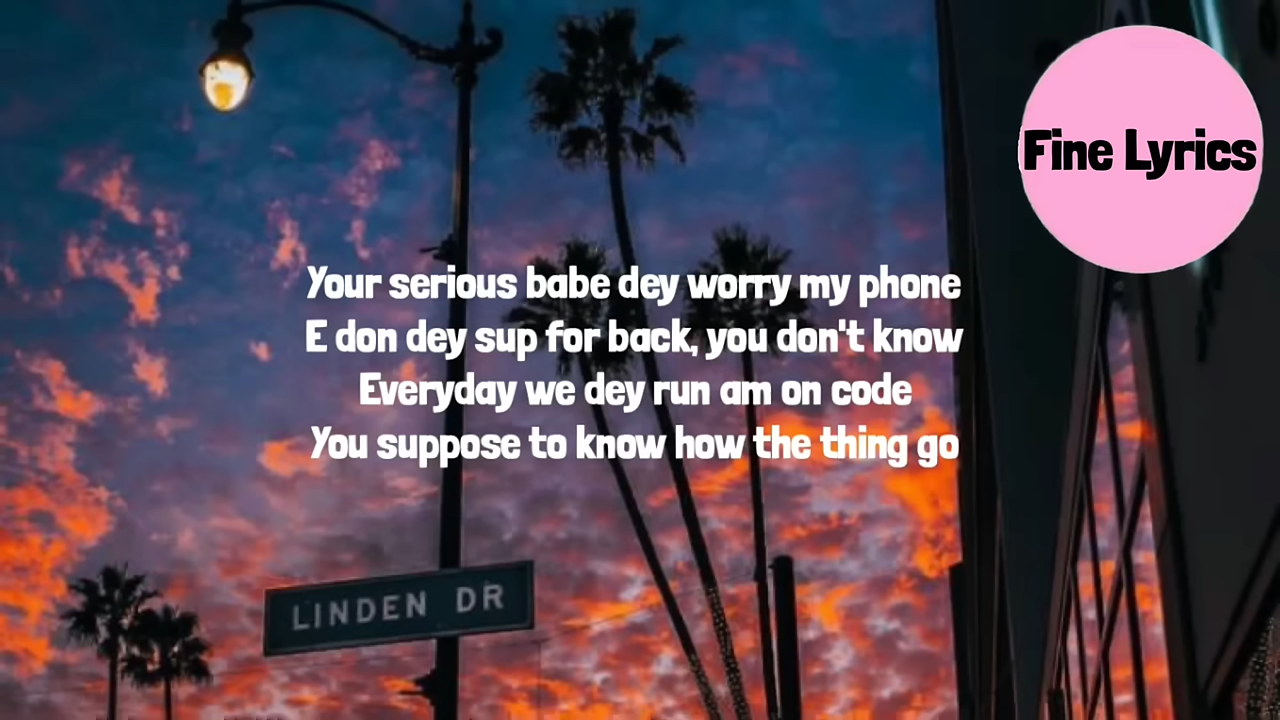 Fine Lyrics
Your serious babe dey worry my phone
E don dey sup for back, you don't know
Everyday we dey run am on code
You suppose to know how the thing go
LINDEN DR